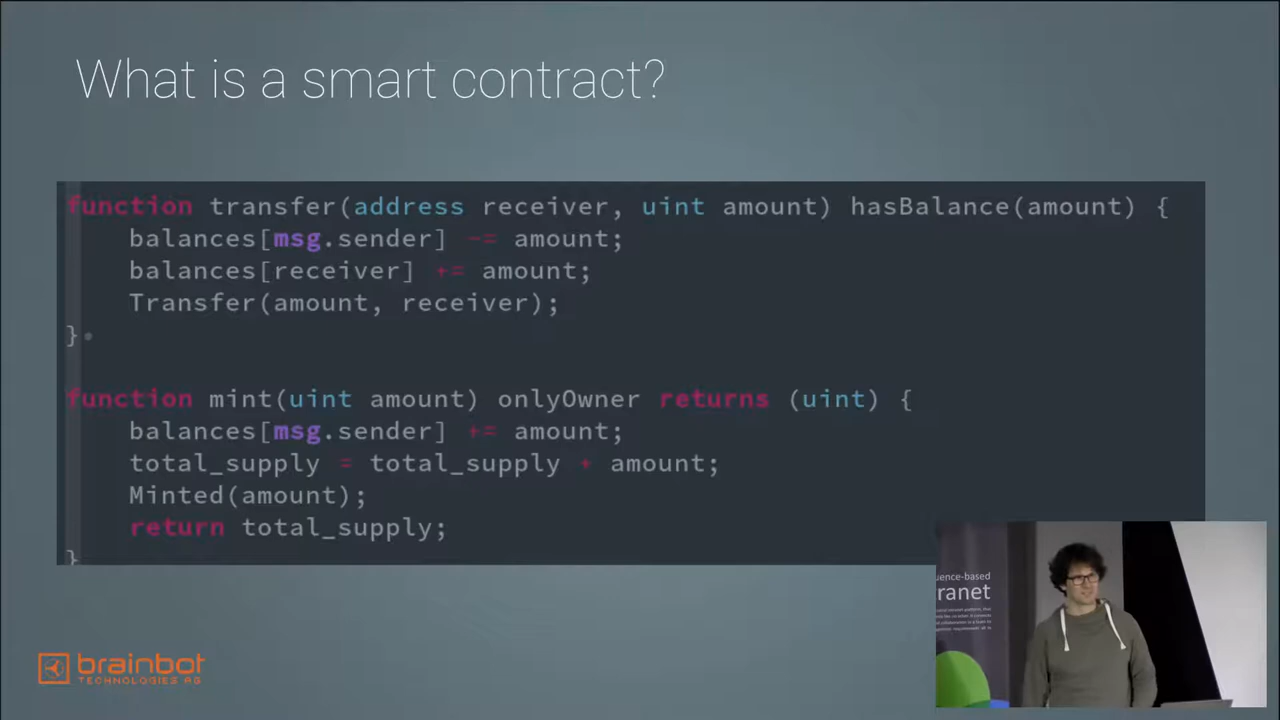 What is a smart contract?
function transfer(address receiver, uint amount) hasBalance(amount) {
balances[msg.sender] -= amount;
balances[receiver] += amount;
Transfer(amount, receiver);
}
function mint(uint amount) onlyOwner returns (uint) {
balances[msg.sender] += amount;
total_supply = total_supply + amount;
Minted(amount);
return total_supply;
}
uence-based
ranet
brainbot
TECHNOLOGIES AG